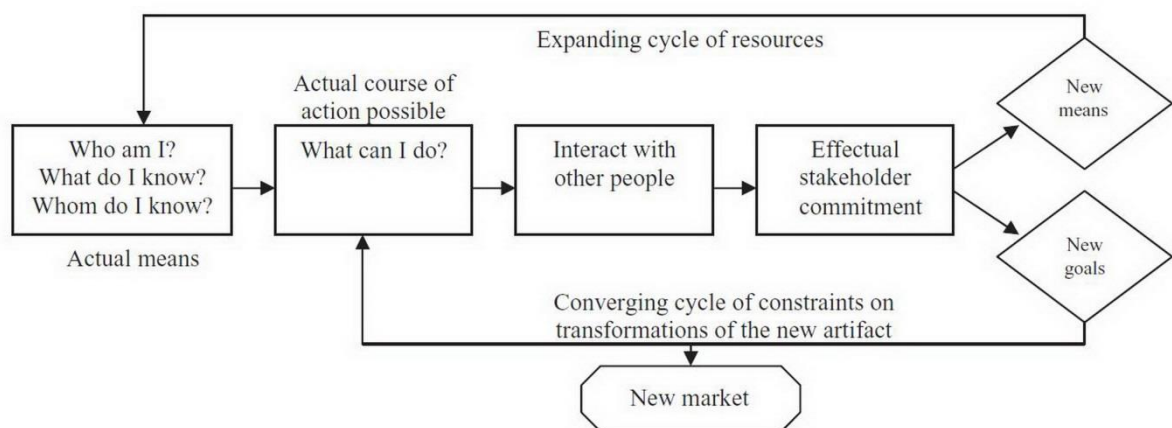 Expanding cycle of resources
New
means
Actual course of
action possible
Who am I?
What do I know?
Whom do I know?
What can I do?
Interact with
other people
Effectual
stakeholder
commitment
Actual means
New
goals
Converging cycle of constraints on
transformations of the new artifact
New market